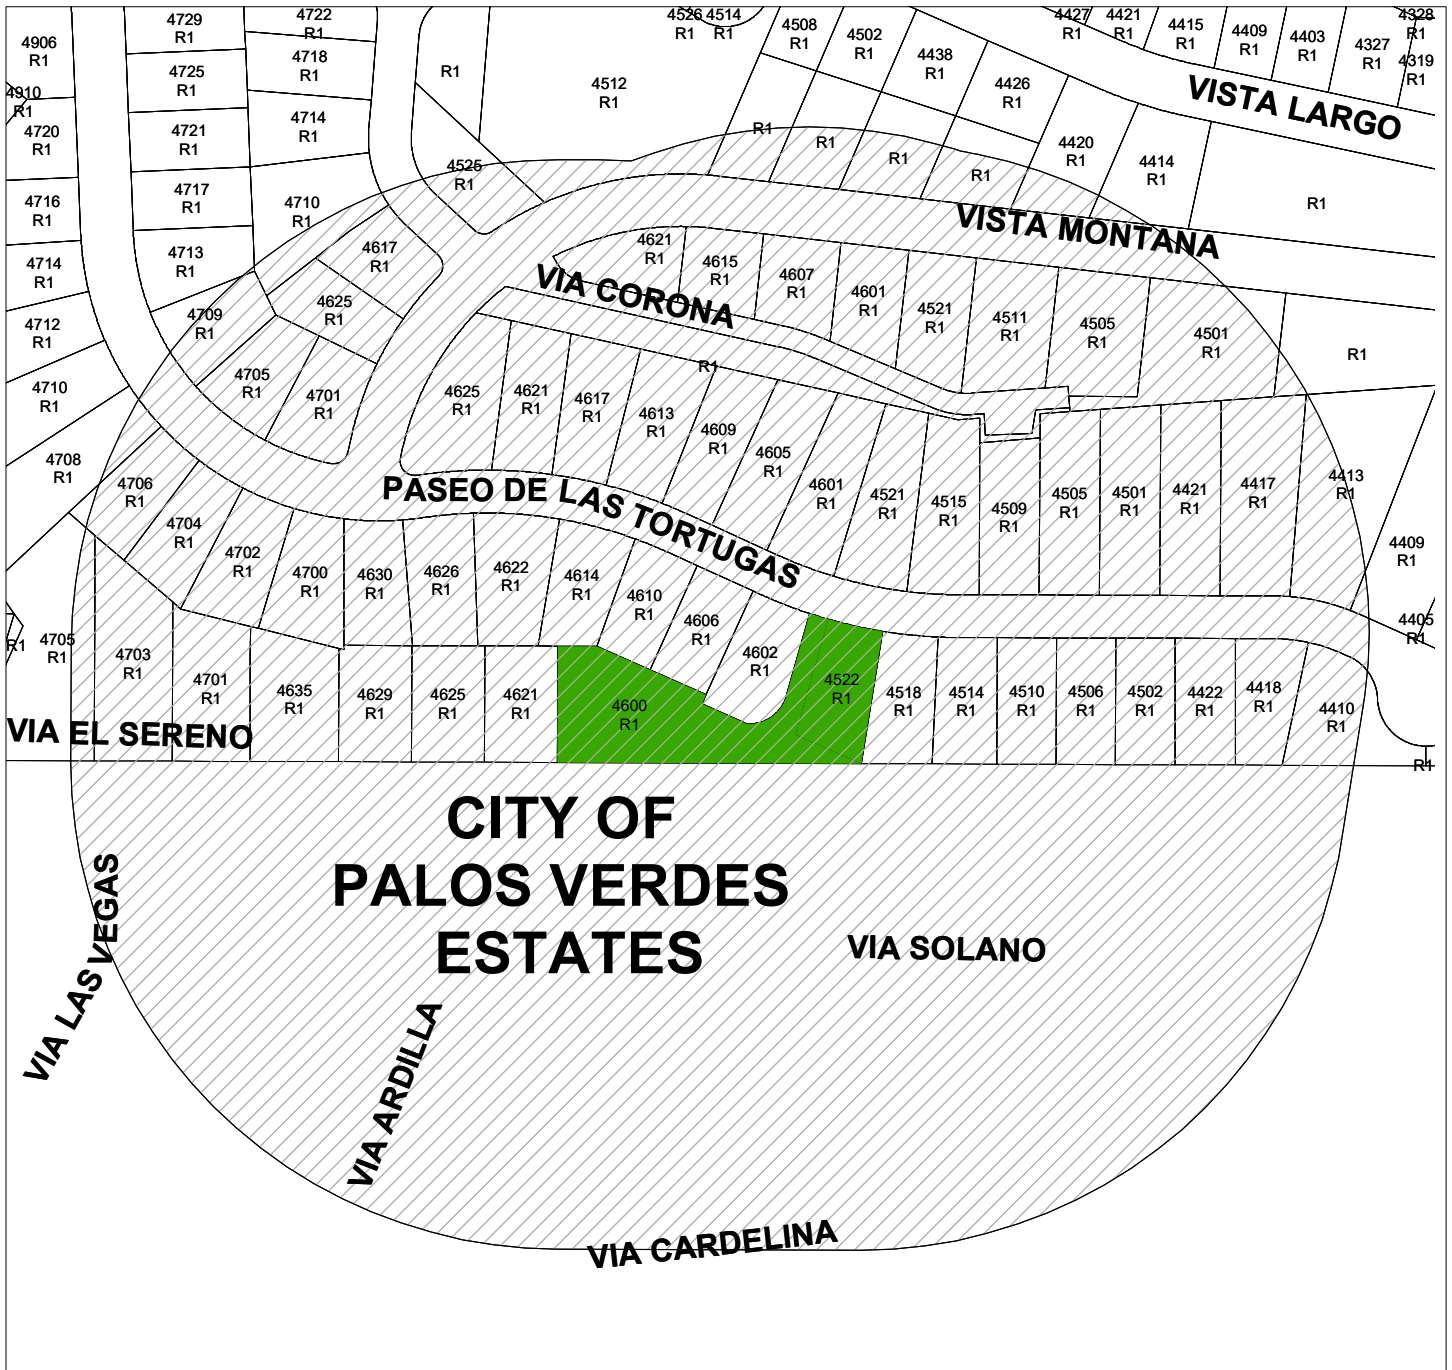 4729
R1
4722
R1
4526
R1
4514
R1
4508
R1
4502
R1
4427
R1
4421
R1
4415
R1
4409
R1
4403
R1
4327
R1
4328
R1
4319
R1
4906
R1
4910
R1
4725
R1
4718
R1
R1
4512
R1
4438
R1
4426
R1
VISTA LARGO
4720
R1
4721
R1
4714
R1
R1
R1
R1
R1
4420
R1
4414
R1
R1
4716
R1
4717
R1
4710
R1
4525
R1
VISTA MONTANA
4714
R1
4713
R1
4617
R1
4621
R1
4615
R1
4607
R1
4601
R1
4521
R1
4511
R1
4505
R1
4501
R1
R1
VIA CORONA
4712
R1
4709
R1
4625
R1
4710
R1
4705
R1
4701
R1
4625
R1
4621
R1
4617
R1
4613
R1
R1
4609
R1
4605
R1
4601
R1
4521
R1
4515
R1
4509
R1
4505
R1
4501
R1
4421
R1
4417
R1
4413
R1
4409
R1
4405
R1
4708
R1
4706
R1
4704
R1
4702
R1
4700
R1
4630
R1
4626
R1
4622
R1
4614
R1
4610
R1
4606
R1
4602
R1
PASEO DE LAS TORTUGAS
R1
4705
R1
4703
R1
4701
R1
4635
R1
4629
R1
4625
R1
4621
R1
4600
R1
4522
R1
4518
R1
4514
R1
4510
R1
4506
R1
4502
R1
4422
R1
4418
R1
4410
R1
R1
VIA EL SERENO
CITY OF
PALOS VERDES
ESTATES
VIA LAS VEGAS
VIA SOLANO
VIA ARDILLA
VIA CARDELINA